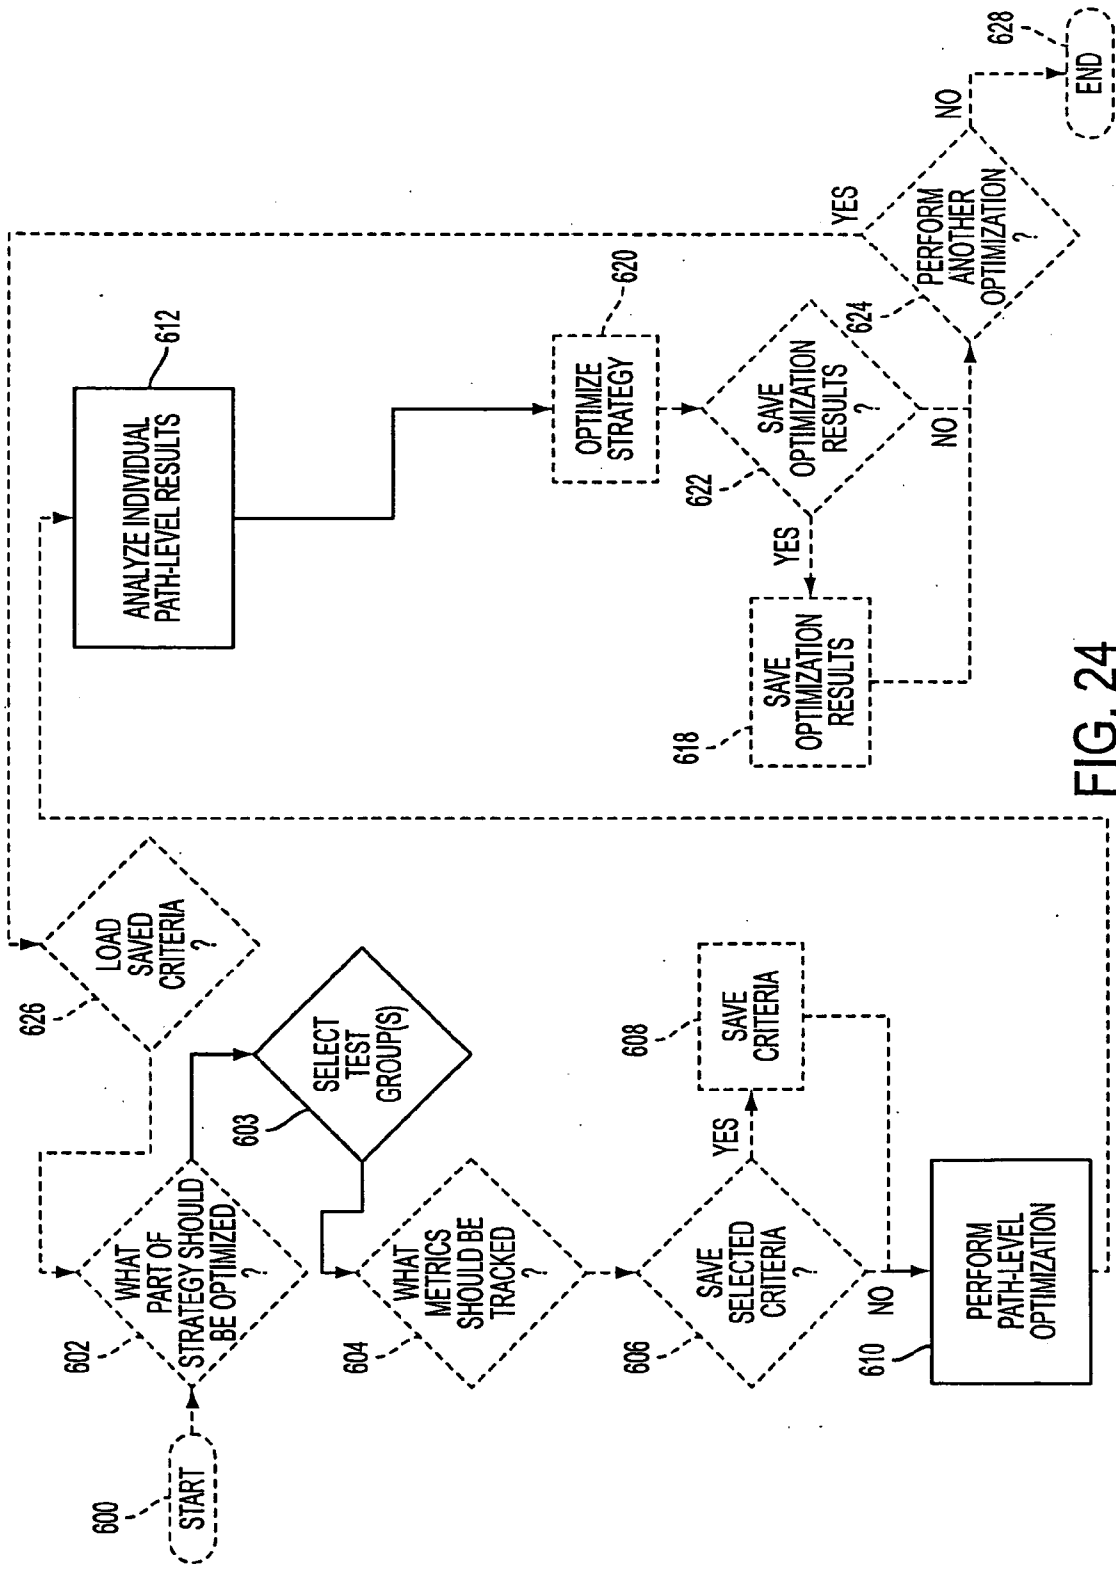 600
START
602
WHAT
PART OF
STRATEGY SHOULD
BE OPTIMIZED
?
626
LOAD
SAVED
CRITERIA
?
603
SELECT
TEST
GROUP(S)
604
WHAT
METRICS
SHOULD BE
TRACKED
?
606
SAVE
SELECTED
CRITERIA
?
YES
NO
608
SAVE
CRITERIA
610
PERFORM
PATH-LEVEL
OPTIMIZATION
612
ANALYZE INDIVIDUAL
PATH-LEVEL RESULTS
620
OPTIMIZE
STRATEGY
622
SAVE
OPTIMIZATION
RESULTS
?
YES
NO
618
SAVE
OPTIMIZATION
RESULTS
624
PERFORM
ANOTHER
OPTIMIZATION
?
YES
NO
628
END
FIG. 24